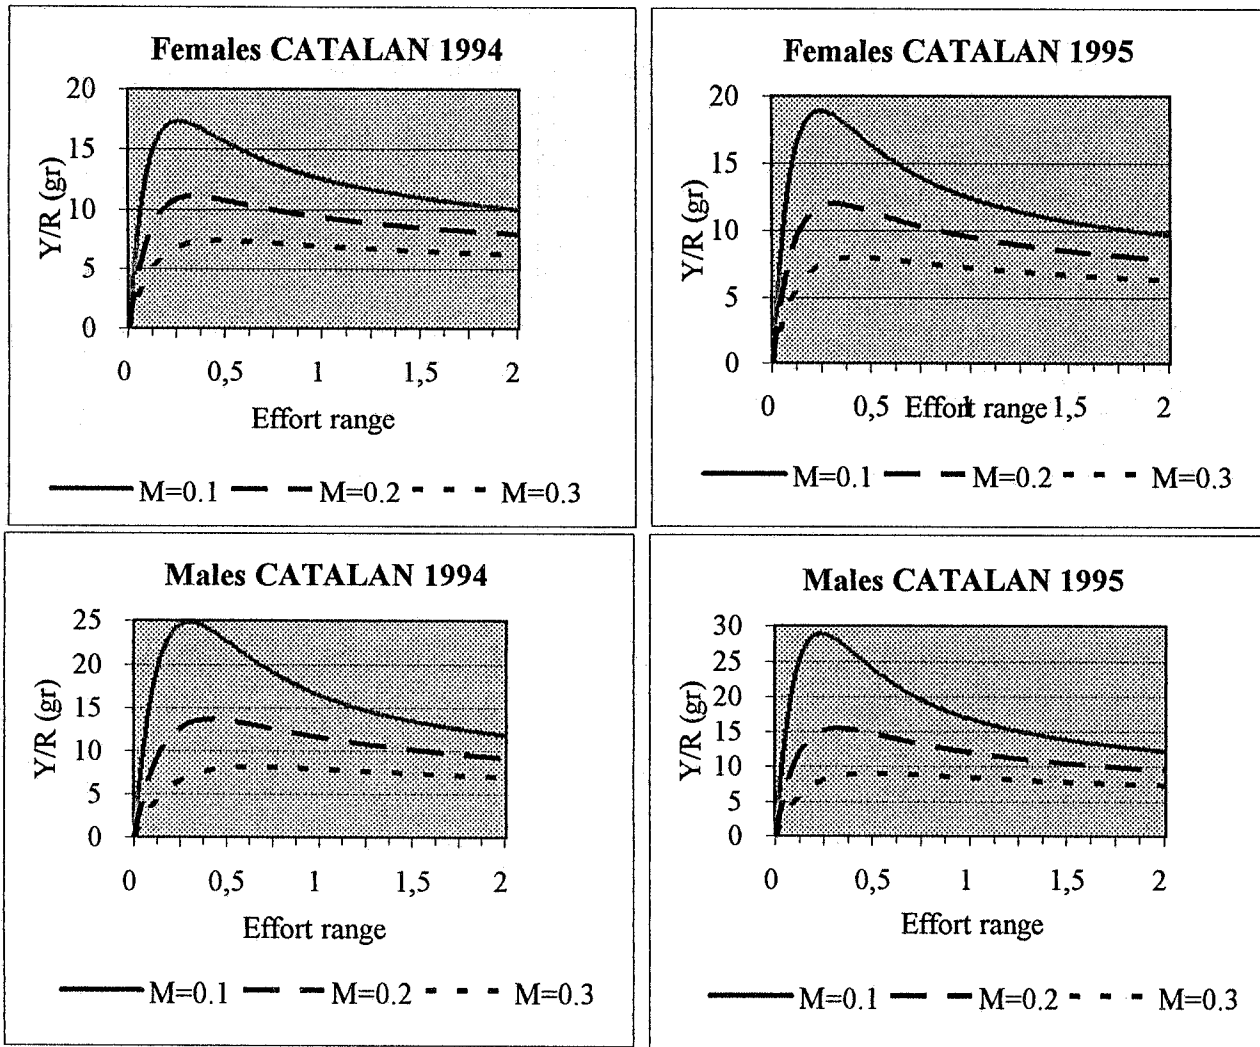 Females CATALAN 1994
20
15
10
5
0
Y/R (gr)
0 0,5 1 1,5 2
Effort range
M=0.1 M=0.2 M=0.3
Females CATALAN 1995
20
15
10
5
0
Y/R (gr)
0 0,5 1 1,5 2
Effort range
M=0.1 M=0.2 M=0.3
Males CATALAN 1994
25
20
15
10
5
0
Y/R (gr)
0 0,5 1 1,5 2
Effort range
M=0.1 M=0.2 M=0.3
Males CATALAN 1995
30
25
20
15
10
5
0
Y/R (gr)
0 0,5 1 1,5 2
Effort range
M=0.1 M=0.2 M=0.3